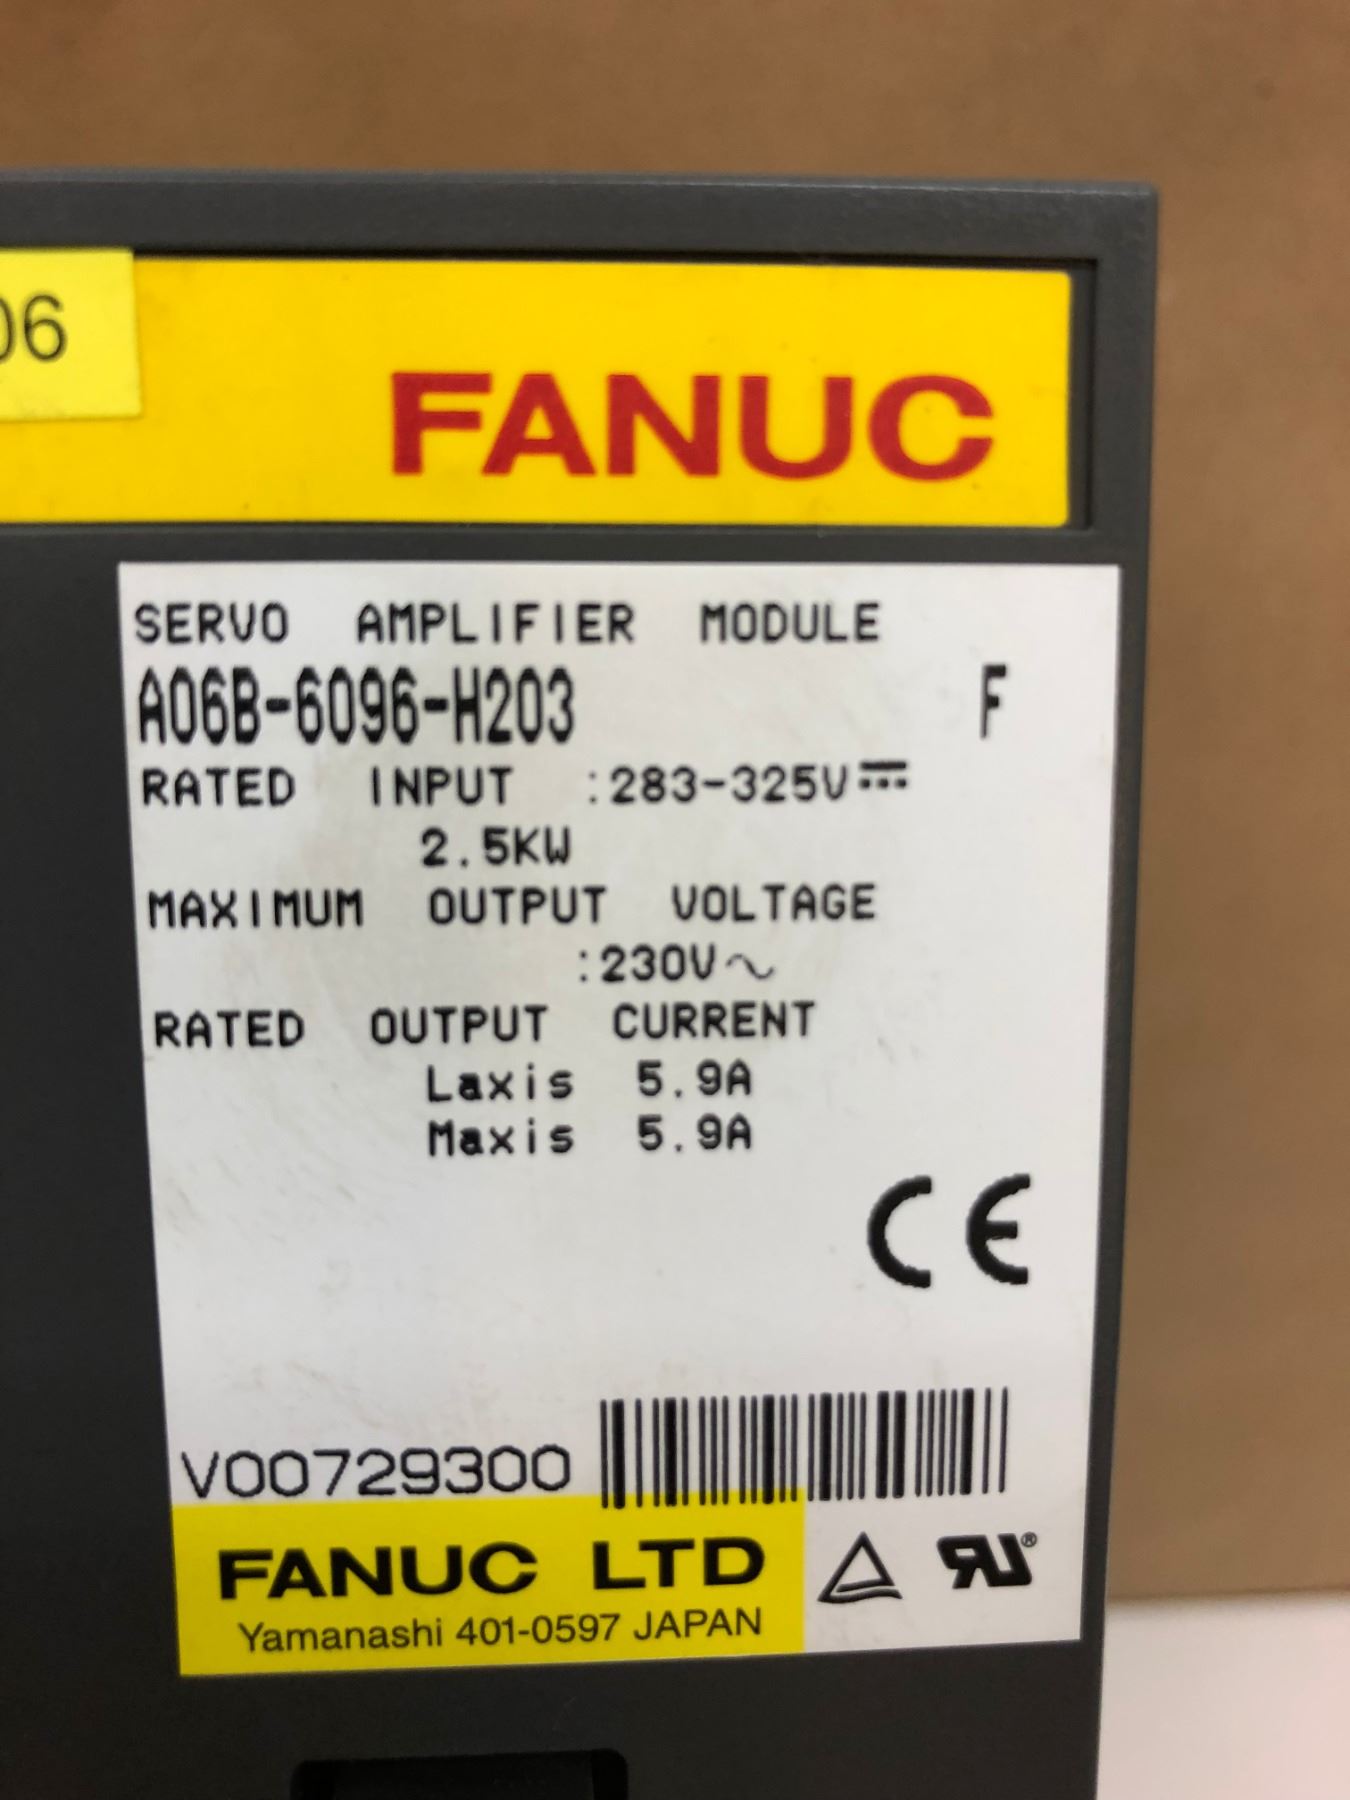 06
FANUC
SERVO AMPLIFIER MODULE
A06B-6096-H203 F
RATED INPUT :283-325V⎓
2.5KW
MAXIMUM OUTPUT VOLTAGE
:230V~
RATED OUTPUT CURRENT
Laxis 5.9A
Maxis 5.9A
CE
V00729300
FANUC LTD
Yamanashi 401-0597 JAPAN
RU®